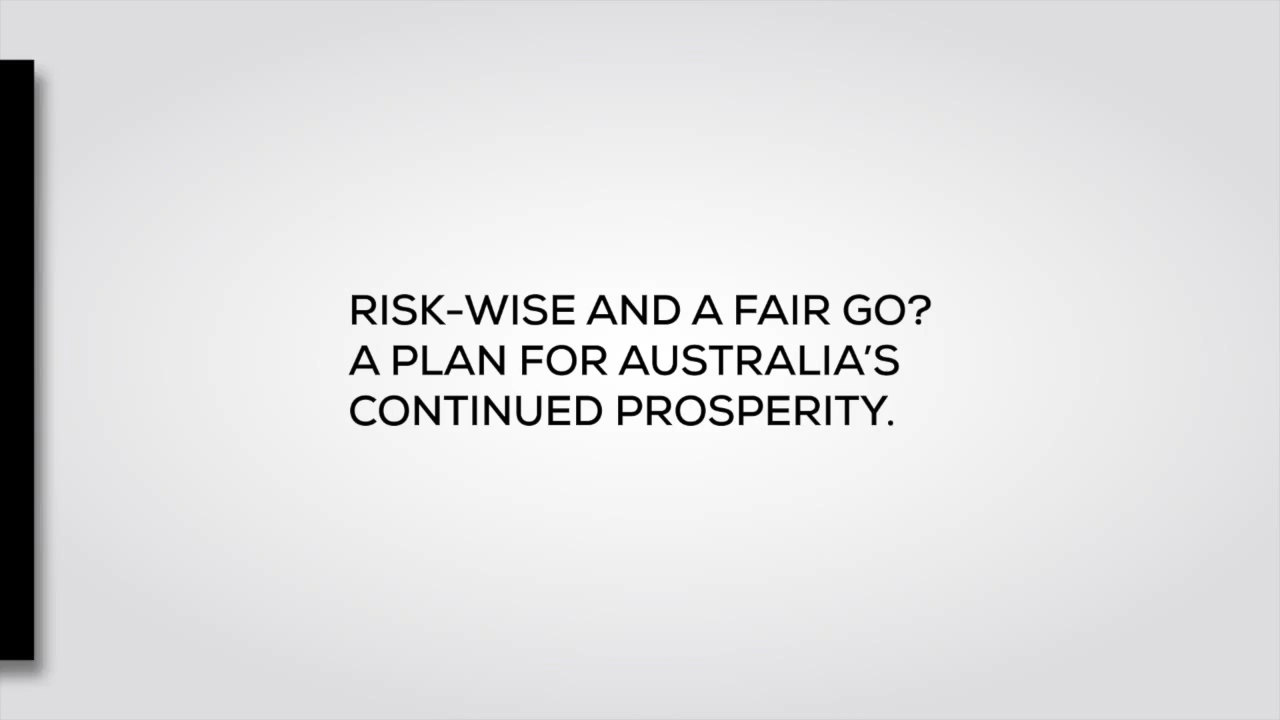 RISK-WISE AND A FAIR GO?
A PLAN FOR AUSTRALIA’S
CONTINUED PROSPERITY.